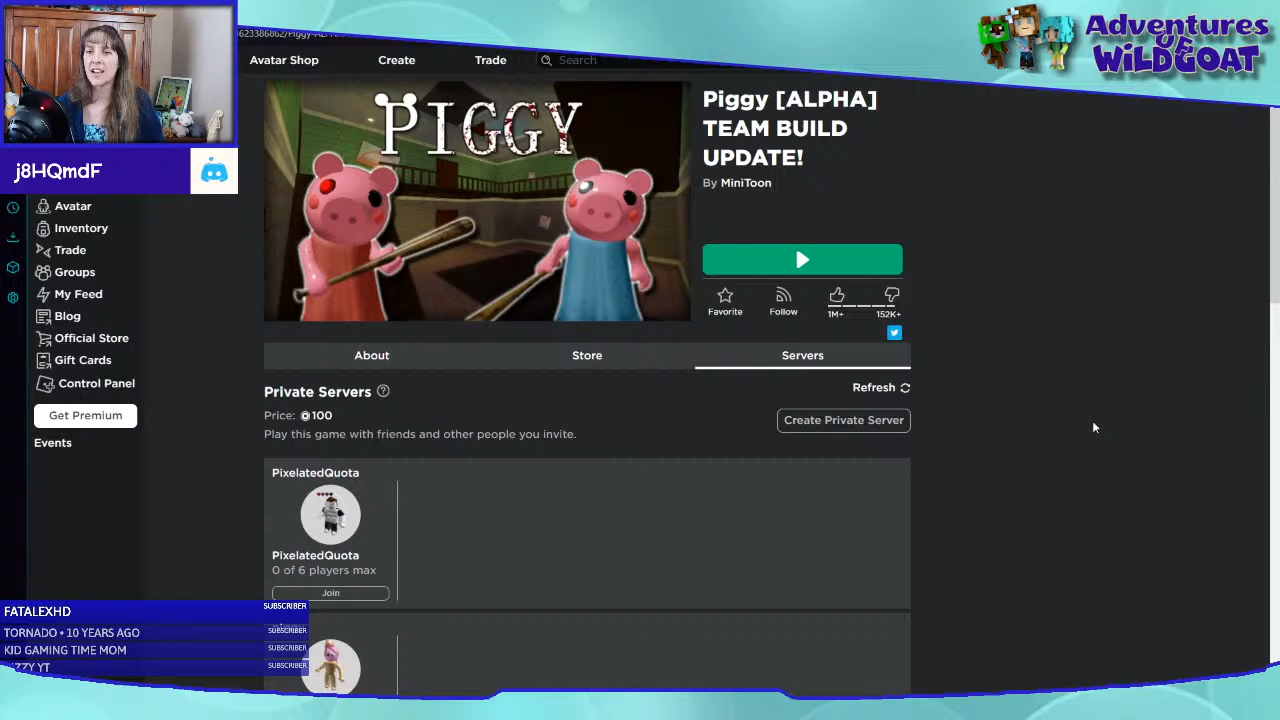 Adventures
OF
WiLDGOAT
Avatar Shop
Create
Trade
Search
j8HQmdF
Avatar
Inventory
Trade
Groups
My Feed
Blog
Official Store
Gift Cards
Control Panel
Get Premium
Events
PIGGY
Piggy [ALPHA]
TEAM BUILD
UPDATE!
By MiniToon
Favorite
Follow
1M+
152K+
About
Store
Servers
Private Servers
Refresh
Price: 100
Create Private Server
Play this game with friends and other people you invite.
PixelatedQuota
PixelatedQuota
0 of 6 players max
Join
FATALEXHD SUBSCRIBER
TORNADO • 10 YEARS AGO SUBSCRIBER
KID GAMING TIME MOM SUBSCRIBER
YT SUBSCRIBER